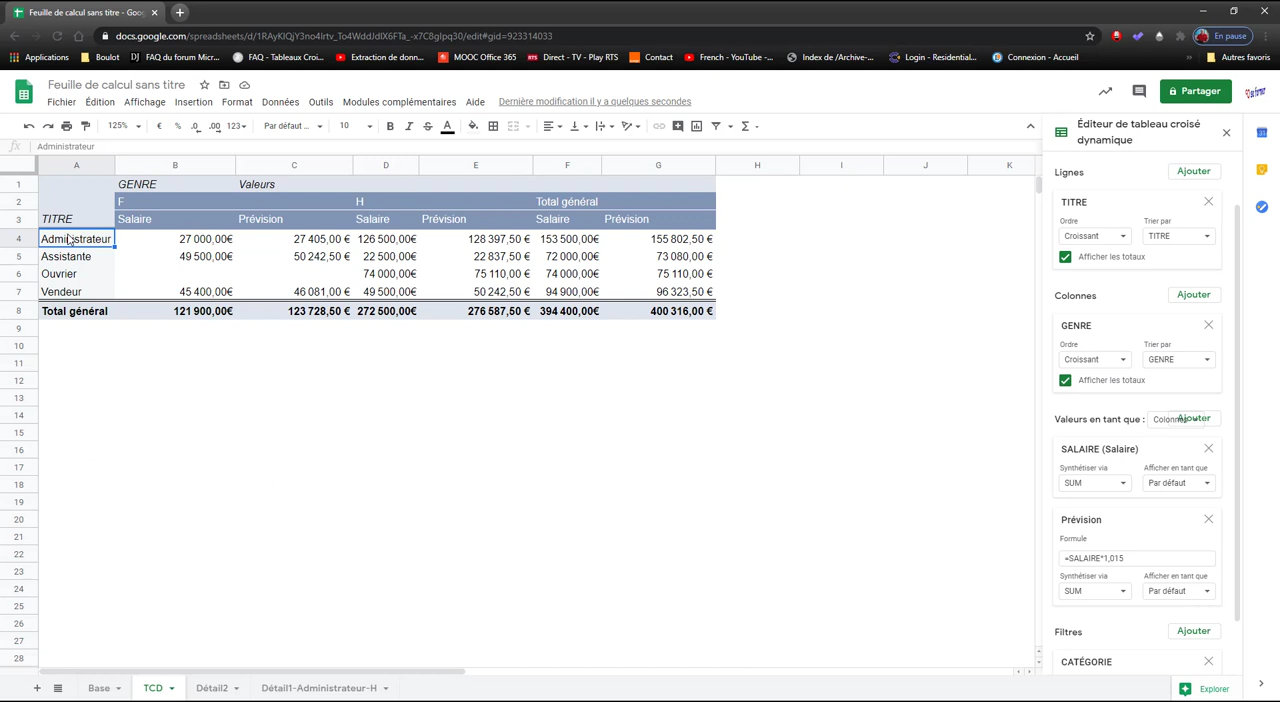 Feuille de calcul sans titre - Goog
docs.google.com/spreadsheets/d/1RAyKlQjY3no4Irtv_To4WddJdlX6FTa_-x7C8gIpq30/edit#gid=923314033
En pause
Applications
Boulot
FAQ du forum Micr...
FAQ - Tableaux Croi...
Extraction de donn...
MOOC Office 365
Direct - TV - Play RTS
Contact
French - YouTube -...
Index de /Archive-...
Login - Residential...
Connexion - Accueil
Autres favoris
Feuille de calcul sans titre
Fichier Édition Affichage Insertion Format Données Outils Modules complémentaires Aide Dernière modification il y a quelques secondes
Partager
125% € % .0 .00 123 Par défaut ... 10 B I S A
fx Administrateur
A B C D E F G H I J K
1 GENRE Valeurs
2 F H Total général
3 TITRE Salaire Prévision Salaire Prévision Salaire Prévision
4 Administrateur 27 000,00€ 27 405,00 € 126 500,00€ 128 397,50 € 153 500,00€ 155 802,50 €
5 Assistante 49 500,00€ 50 242,50 € 22 500,00€ 22 837,50 € 72 000,00€ 73 080,00 €
6 Ouvrier 74 000,00€ 75 110,00 € 74 000,00€ 75 110,00 €
7 Vendeur 45 400,00€ 46 081,00 € 49 500,00€ 50 242,50 € 94 900,00€ 96 323,50 €
8 Total général 121 900,00€ 123 728,50 € 272 500,00€ 276 587,50 € 394 400,00€ 400 316,00 €
9
10
11
12
13
14
15
16
17
18
19
20
21
22
23
24
25
26
27
28
Éditeur de tableau croisé
dynamique
Lignes Ajouter
TITRE
Ordre Trier par
Croissant TITRE
Afficher les totaux
Colonnes Ajouter
GENRE
Ordre Trier par
Croissant GENRE
Afficher les totaux
Valeurs en tant que : Colonnes Ajouter
SALAIRE (Salaire)
Synthétiser via Afficher en tant que
SUM Par défaut
Prévision
Formule
=SALAIRE*1,015
Synthétiser via Afficher en tant que
SUM Par défaut
Filtres Ajouter
CATÉGORIE
Base TCD Détail2 Détail1-Administrateur-H
Explorer